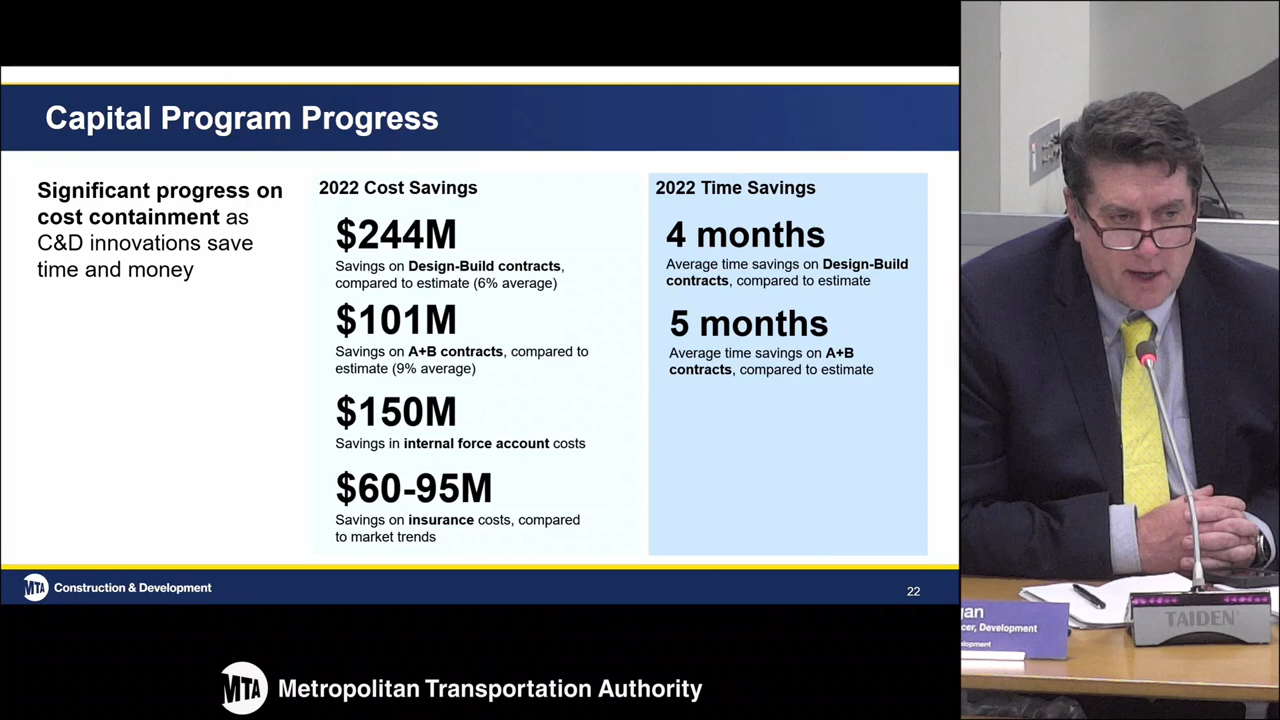 Capital Program Progress
Significant progress on
cost containment as
C&D innovations save
time and money
2022 Cost Savings
$244M
Savings on Design-Build contracts,
compared to estimate (6% average)
$101M
Savings on A+B contracts, compared to
estimate (9% average)
$150M
Savings in internal force account costs
$60-95M
Savings on insurance costs, compared
to market trends
2022 Time Savings
4 months
Average time savings on Design-Build
contracts, compared to estimate
5 months
Average time savings on A+B
contracts, compared to estimate
MTA Construction & Development
22
MTA Metropolitan Transportation Authority
gan
cer, Development
elopment
TAIDEN